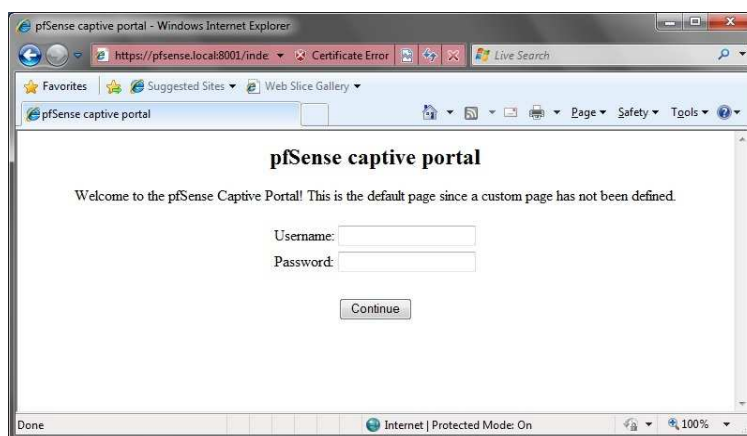 pfSense captive portal - Windows Internet Explorer
https://pfsense.local:8001/inde Certificate Error Live Search
Favorites Suggested Sites Web Slice Gallery
pfSense captive portal Page Safety Tools
pfSense captive portal
Welcome to the pfSense Captive Portal! This is the default page since a custom page has not been defined.
Username:
Password:
Continue
Done Internet | Protected Mode: On 100%